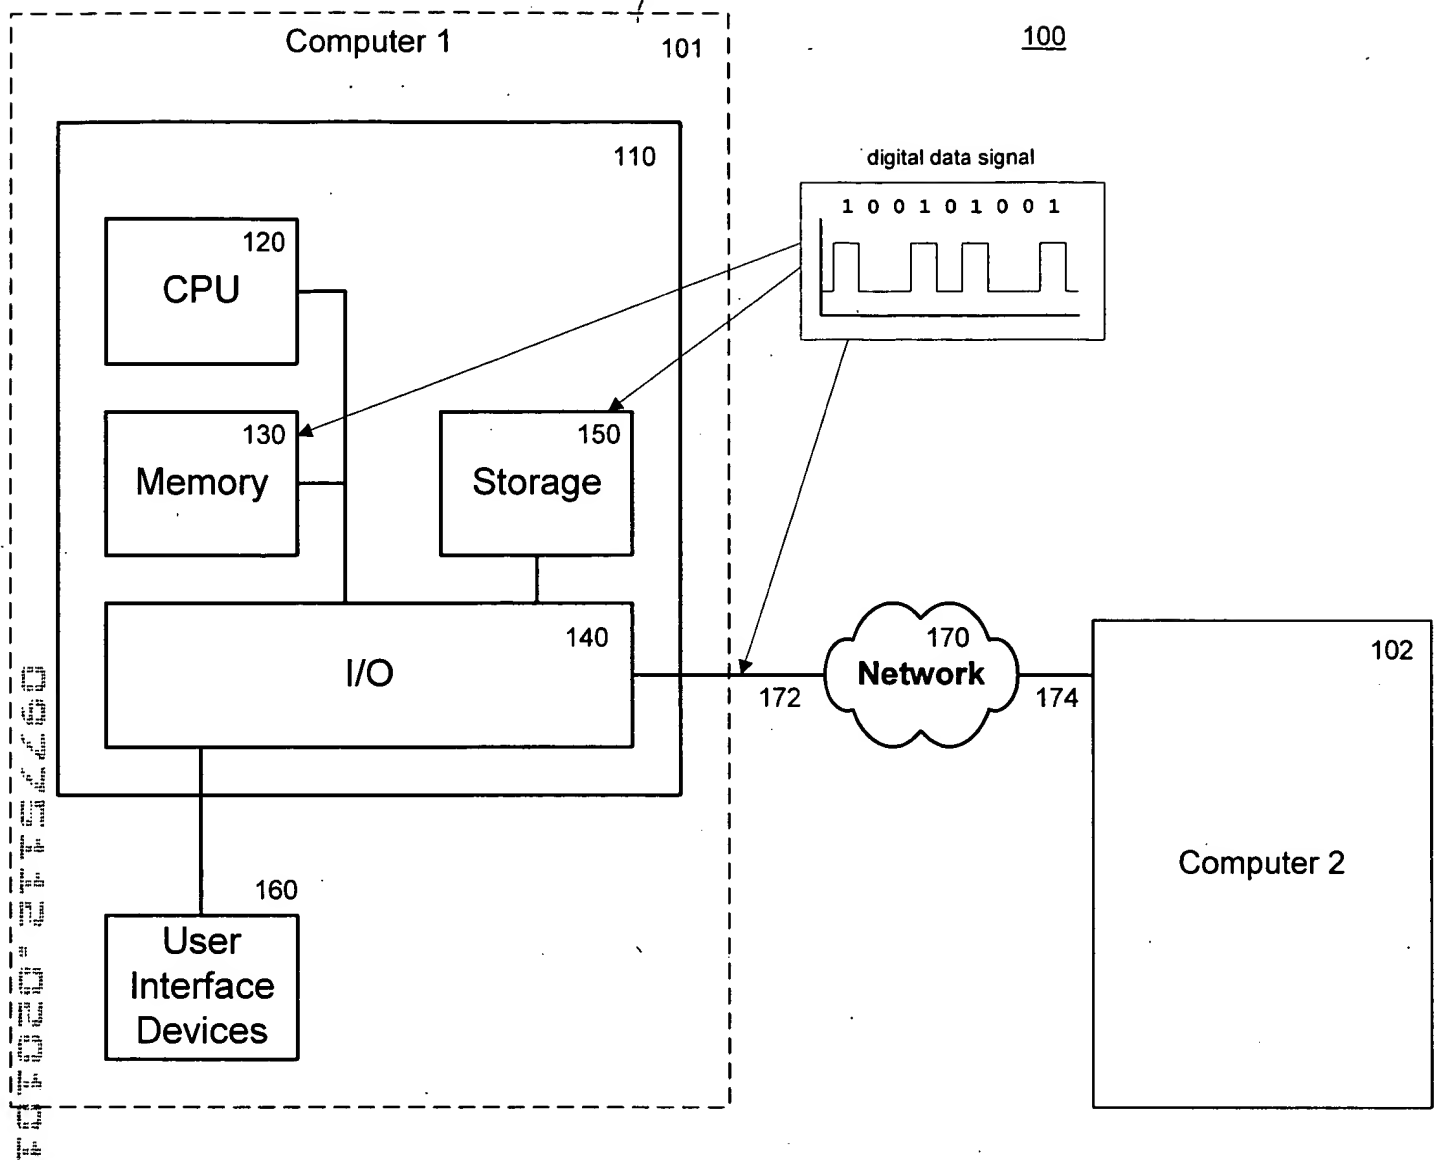 Computer 1
101
100
110
digital data signal
1 0 0 1 0 1 0 0 1
120
CPU
130
Memory
150
Storage
140
I/O
170
Network
172
174
102
Computer 2
160
User
Interface
Devices